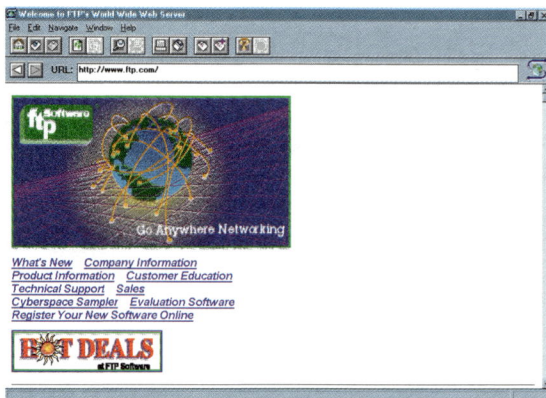 Welcome to FTP's World Wide Web Server
File Edit Navigate Window Help
URL: http://www.ftp.com/
ftp Software
Go Anywhere Networking
What's New Company Information
Product Information Customer Education
Technical Support Sales
Cyberspace Sampler Evaluation Software
Register Your New Software Online
HOT DEALS
at FTP Software